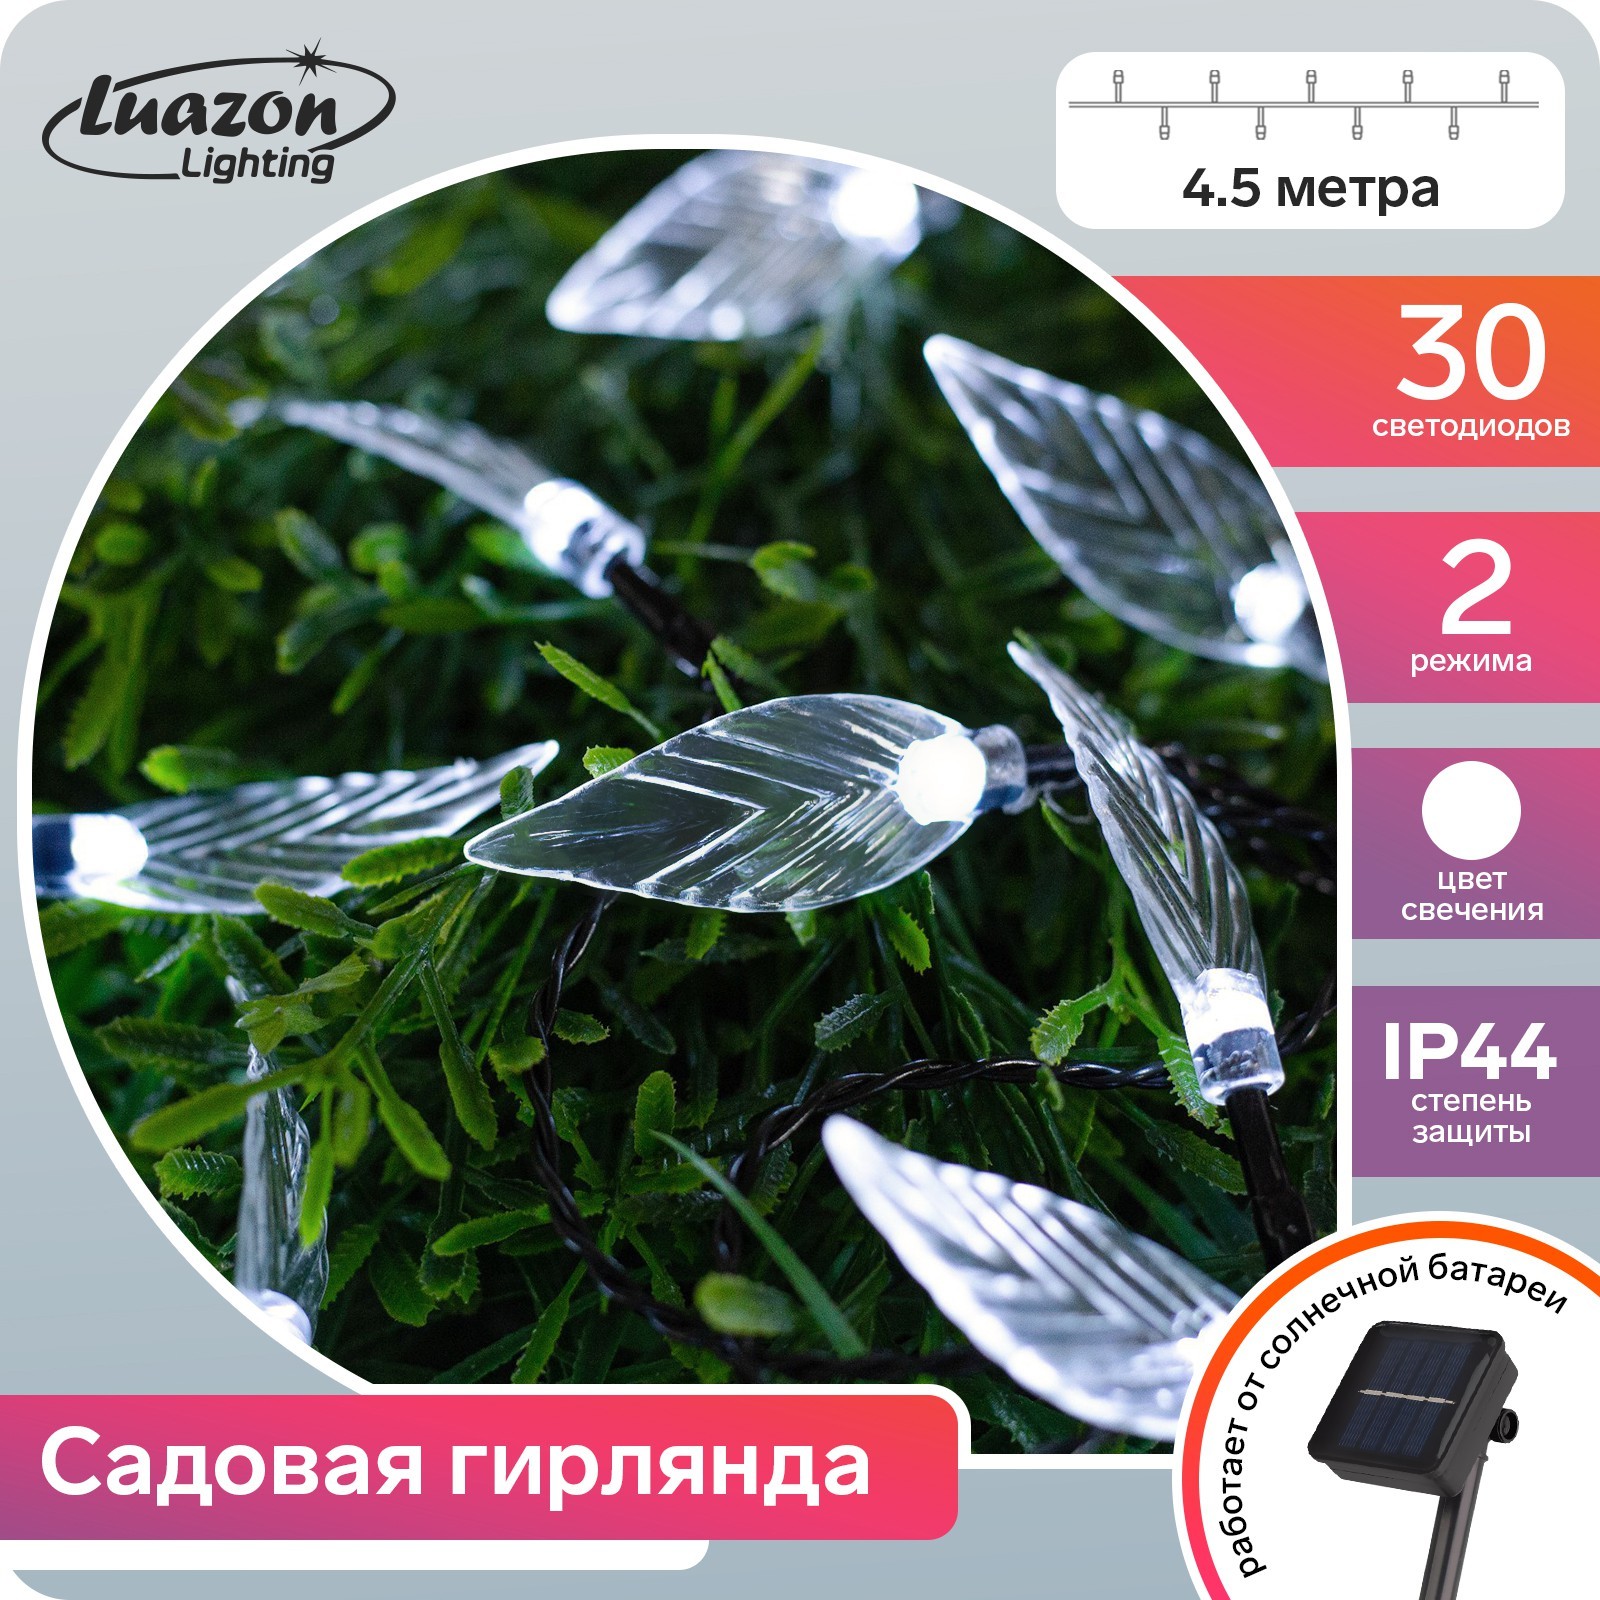 Luazon
Lighting
4.5 метра
30
светодиодов
2
режима
цвет
свечения
IP44
степень
защиты
работает от солнечной батареи
Садовая гирлянда